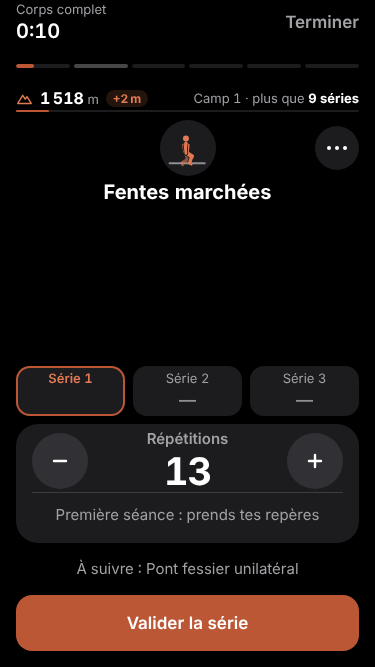 Corps complet
0:10
Terminer
1 518 m +2 m
Camp 1 · plus que 9 séries
Fentes marchées
Série 1
Série 2
—
Série 3
—
Répétitions
− 13 +
Première séance : prends tes repères
À suivre : Pont fessier unilatéral
Valider la série